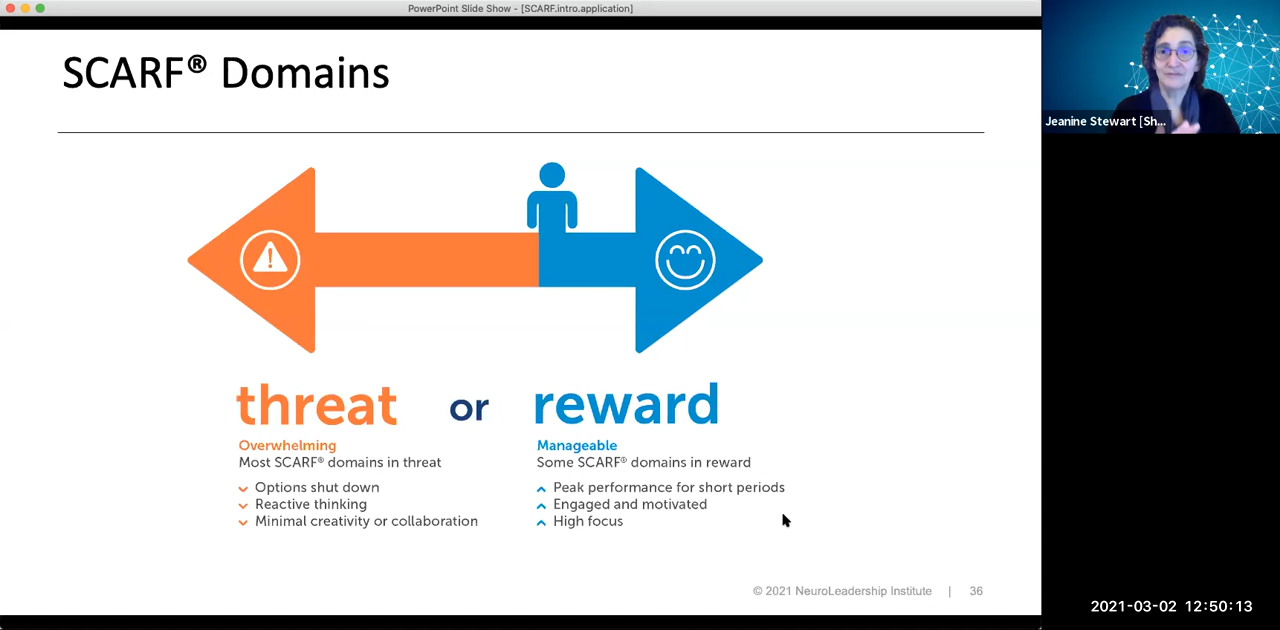 PowerPoint Slide Show - [SCARF.intro.application]
SCARF® Domains
threat or reward
Overwhelming
Most SCARF® domains in threat
Options shut down
Reactive thinking
Minimal creativity or collaboration
Manageable
Some SCARF® domains in reward
Peak performance for short periods
Engaged and motivated
High focus
© 2021 NeuroLeadership Institute | 36
Jeanine Stewart [Sh...
2021-03-02 12:50:13